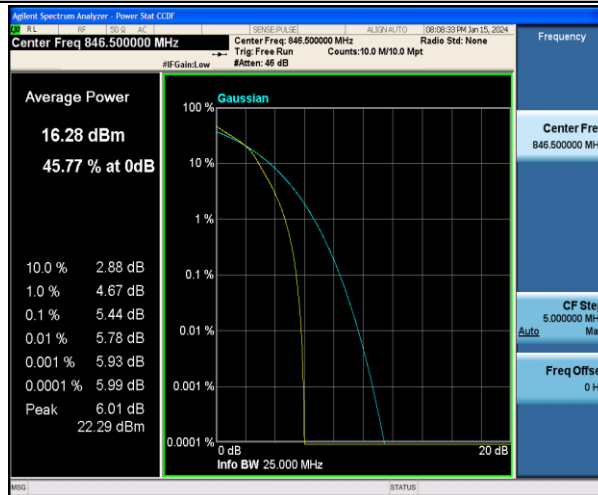 Agilent Spectrum Analyzer - Power Stat CCDF
RL RF 50 Ω AC SENSE:PULSE ALIGN AUTO 08:08:33 PM Jan 15, 2024
Center Freq 846.500000 MHz
Center Freq: 846.500000 MHz Radio Std: None
Trig: Free Run Counts:10.0 M/10.0 Mpt
#IFGain:Low #Atten: 46 dB
Frequency
Average Power
16.28 dBm
45.77 % at 0dB
10.0 % 2.88 dB
1.0 % 4.67 dB
0.1 % 5.44 dB
0.01 % 5.78 dB
0.001 % 5.93 dB
0.0001 % 5.99 dB
Peak 6.01 dB
22.29 dBm
Gaussian
100 %
10 %
1 %
0.1 %
0.01 %
0.001 %
0.0001 %
0 dB 20 dB
Info BW 25.000 MHz
Center Fre
846.500000 MH
CF Ste
5.000000 MH
Auto Ma
Freq Offse
0 H
MSG STATUS